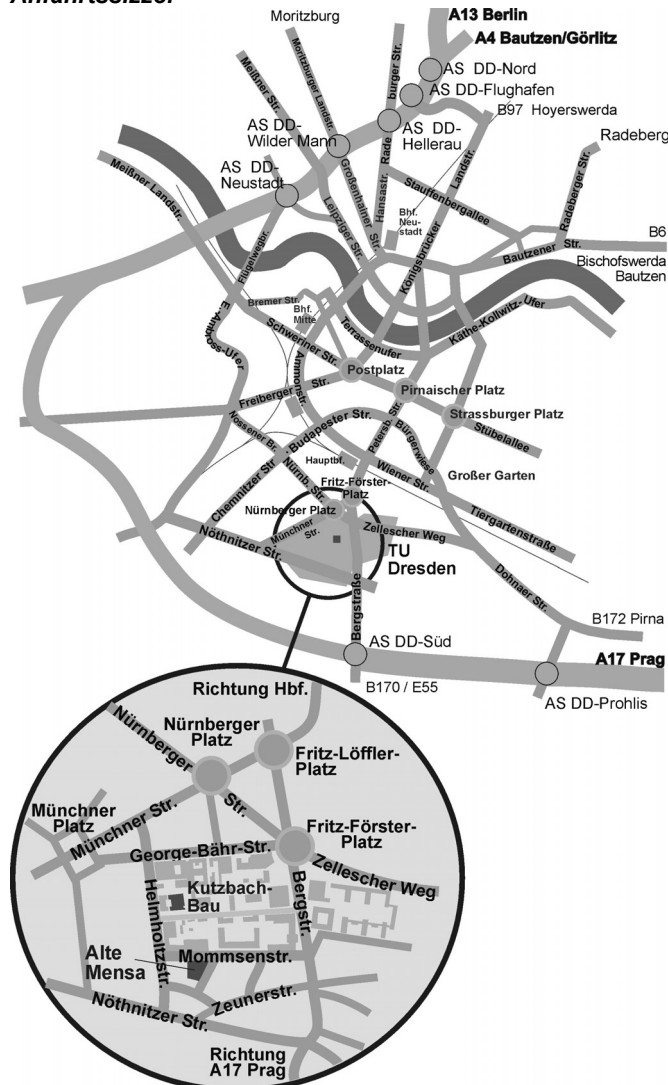 Anfahrtsskizze:
Moritzburg
A13 Berlin
A4 Bautzen/Görlitz
Meißner Str.
Moritzburger Landstr.
Radeburger Str.
AS DD-Nord
AS DD-Flughafen
B97 Hoyerswerda
AS DD-
Wilder Mann
AS DD-
Hellerau
Radeberg
AS DD-
Neustadt
Meißner Landstr.
Großenhainer Str.
Hansastr.
Landstr.
Königsbrücker
Stauffenbergallee
Radeberger Str.
Leipziger Str.
Bhf.
Neu-
stadt
Flügelwegbr.
Bautzener Str.
B6
Bischofswerda
Bautzen
Bremer Str.
Bhf.
Mitte
E.-Ambross-Ufer
Schweriner Str.
Terrassenufer
Käthe-Kollwitz-Ufer
Ammonstr.
Postplatz
Freiberger Str.
Pirnaischer Platz
Strassburger Platz
Stübelallee
Nossener Br.
Budapester Str.
Petersb. Str.
Bürgerwiese
Chemnitzer Str.
Nürnb. Str.
Hauptbf.
Wiener Str.
Großer Garten
Fritz-Förster-
Platz
Nürnberger Platz
Tiergartenstraße
Münchner
Str.
Zellescher Weg
Nöthnitzer Str.
TU
Dresden
Dohnaer Str.
Bergstraße
B172 Pirna
AS DD-Süd
A17 Prag
B170 / E55
AS DD-Prohlis
Richtung Hbf.
Nürnberger
Platz
Nürnberger
Str.
Fritz-Löffler-
Platz
Münchner
Platz
Münchner Str.
Fritz-Förster-
Platz
George-Bähr-Str.
Zellescher Weg
Kutzbach-
Bau
Helmholtzstr.
Bergstr.
Alte
Mensa
Mommsenstr.
Zeunerstr.
Nöthnitzer Str.
Richtung
A17 Prag